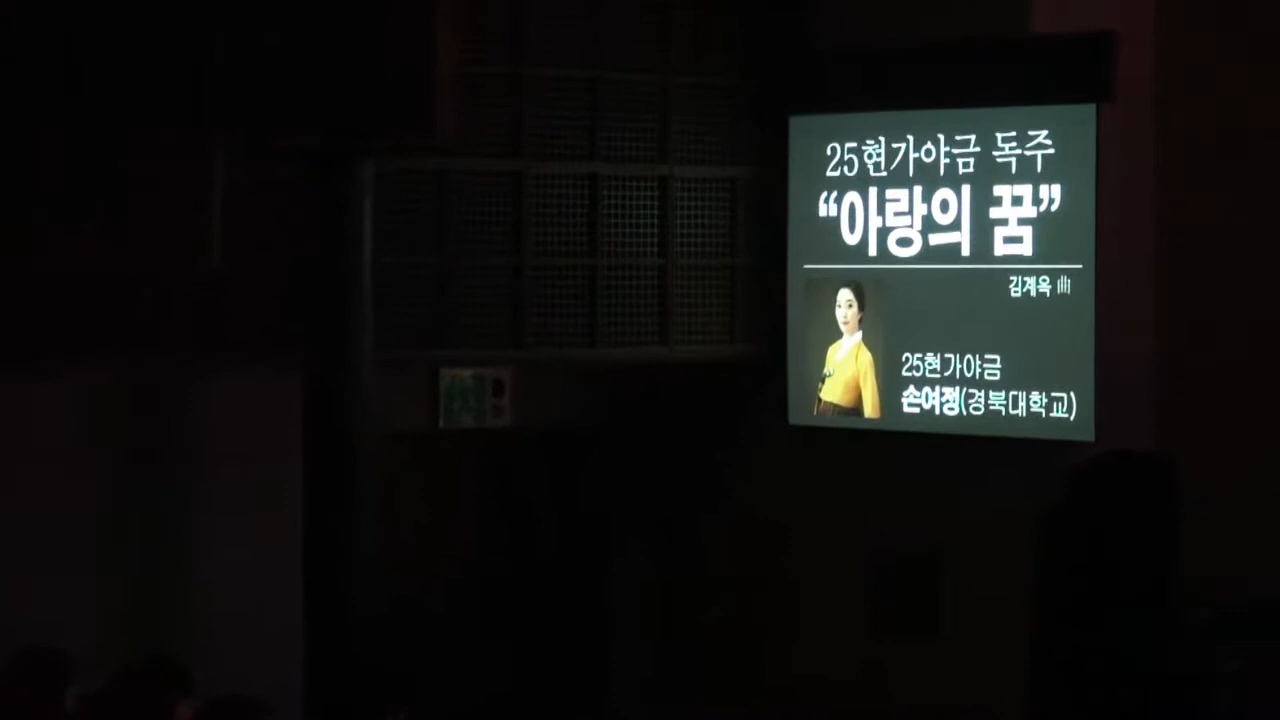 25현가야금 독주
“아랑의 꿈”
김계옥 曲
25현가야금
손여정(경북대학교)